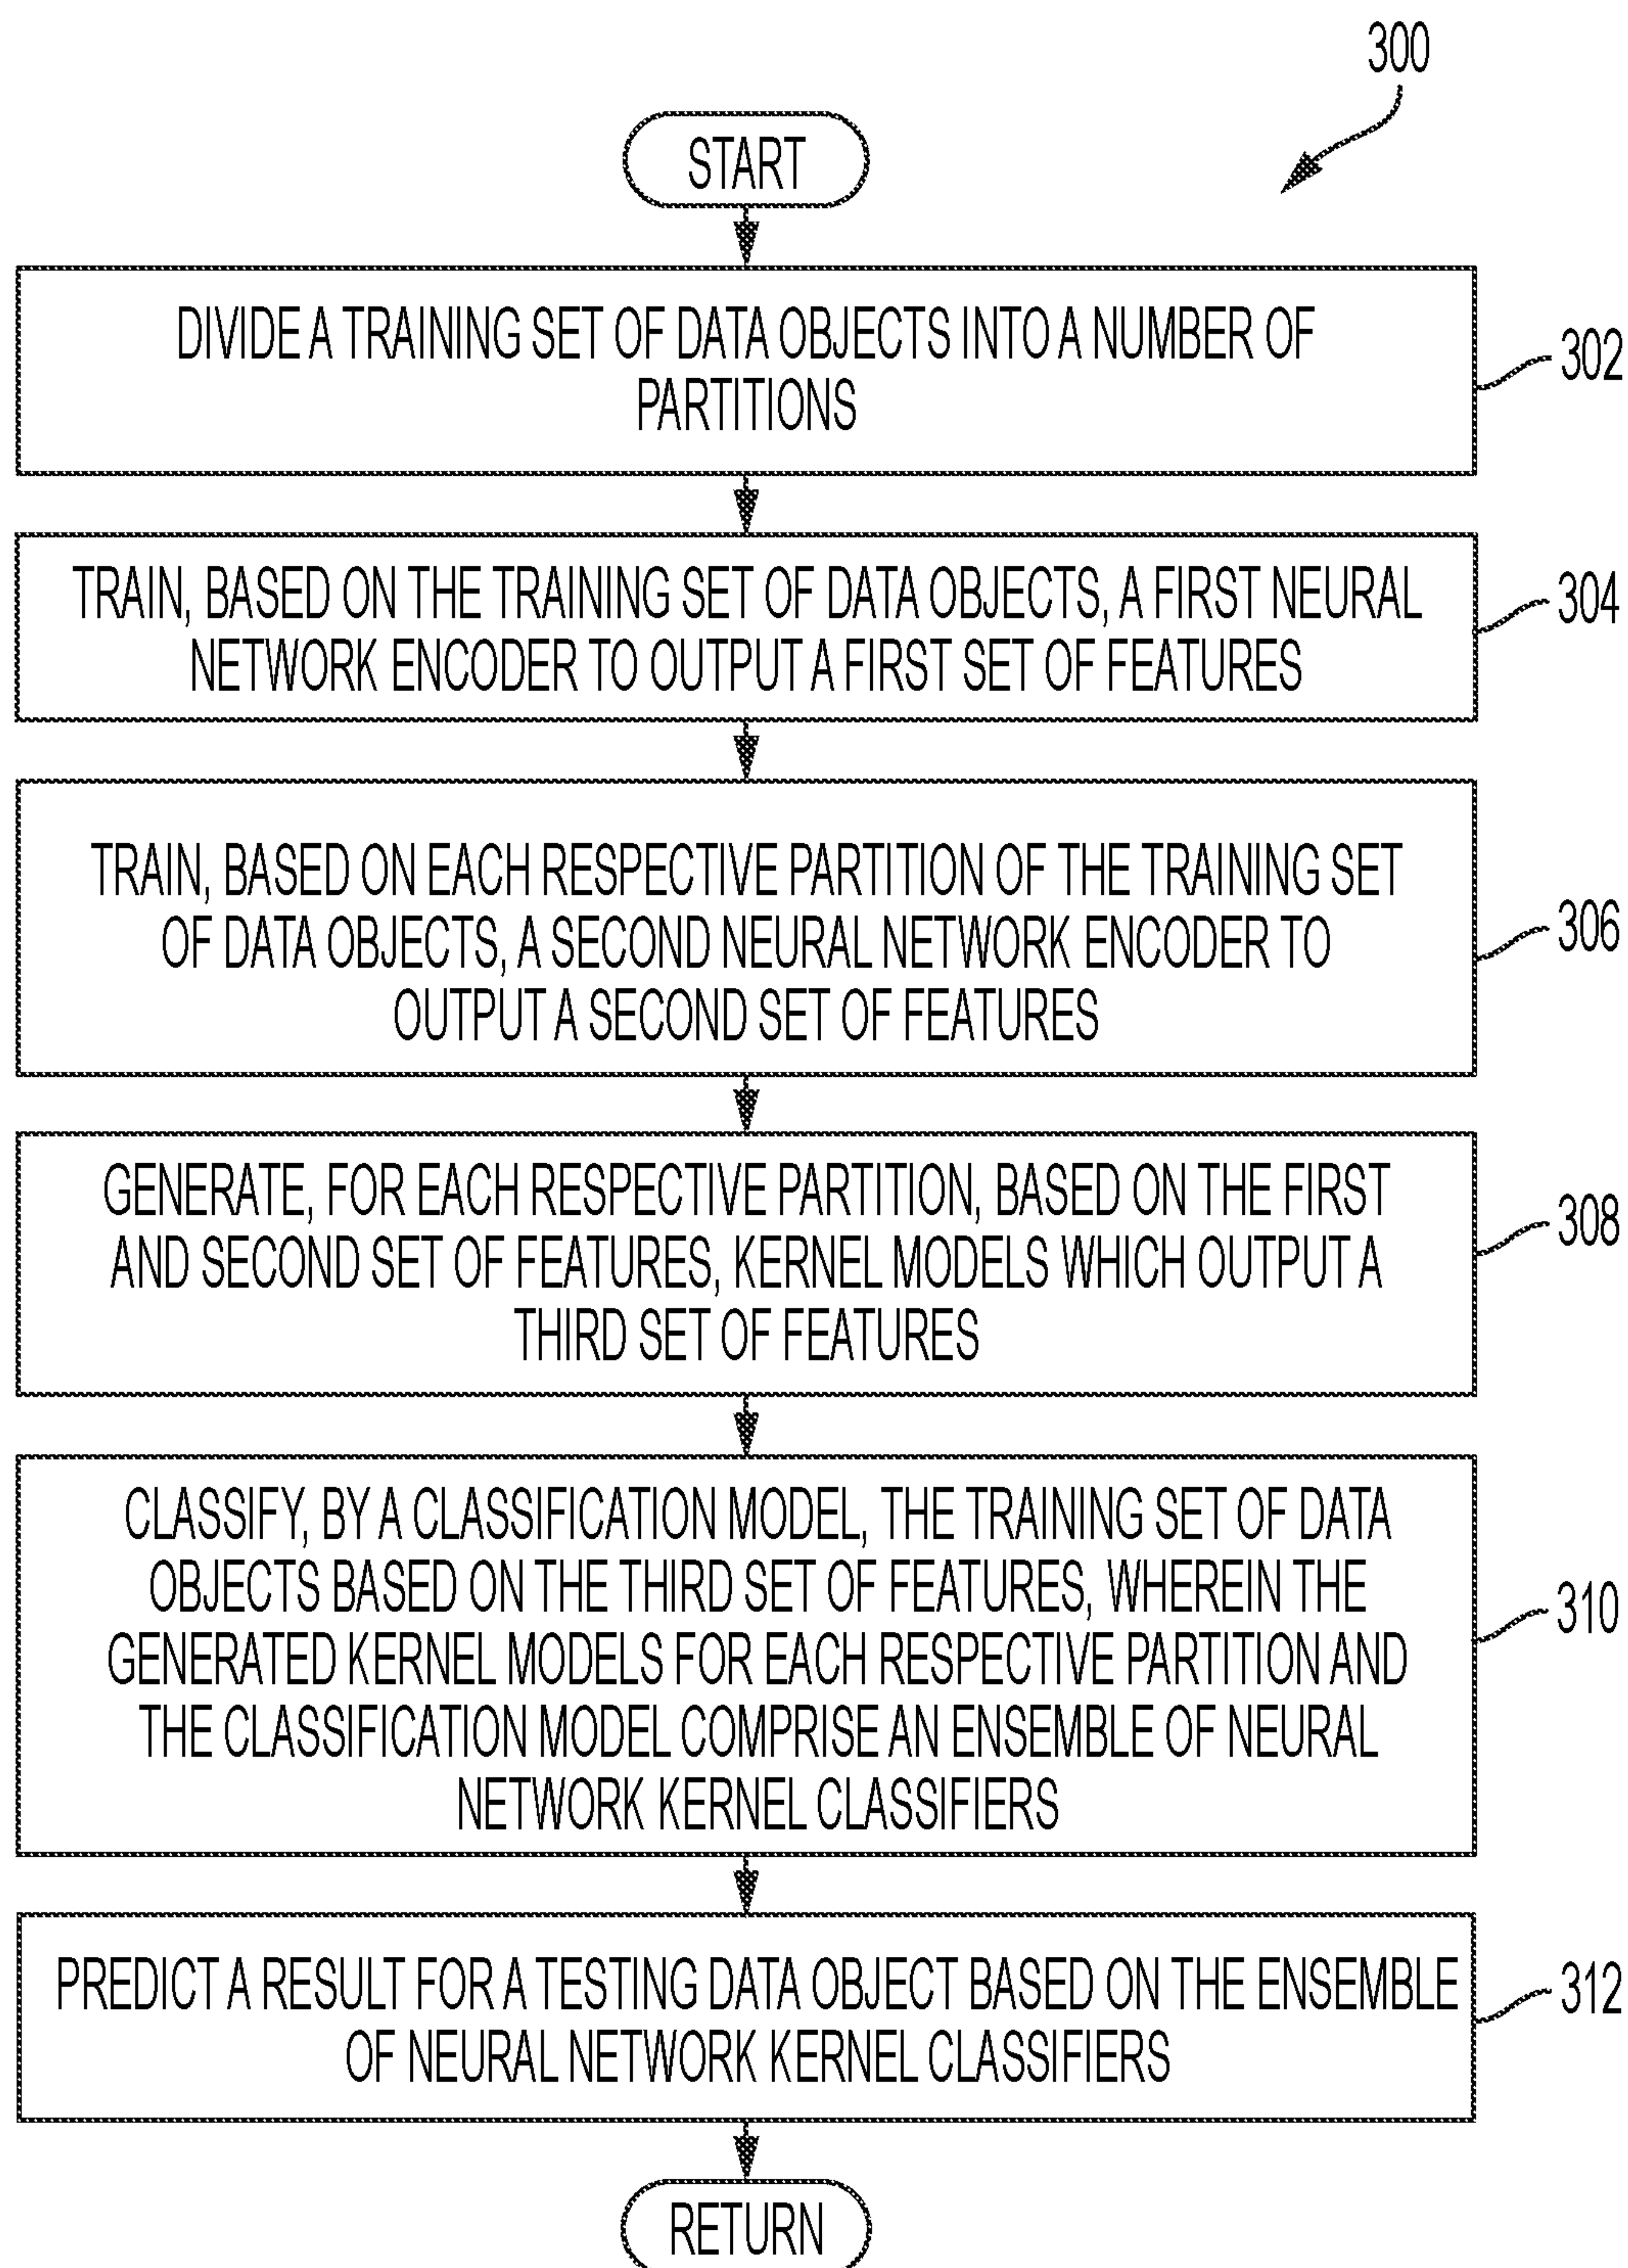 300
START
DIVIDE A TRAINING SET OF DATA OBJECTS INTO A NUMBER OF
PARTITIONS
302
TRAIN, BASED ON THE TRAINING SET OF DATA OBJECTS, A FIRST NEURAL
NETWORK ENCODER TO OUTPUT A FIRST SET OF FEATURES
304
TRAIN, BASED ON EACH RESPECTIVE PARTITION OF THE TRAINING SET
OF DATA OBJECTS, A SECOND NEURAL NETWORK ENCODER TO
OUTPUT A SECOND SET OF FEATURES
306
GENERATE, FOR EACH RESPECTIVE PARTITION, BASED ON THE FIRST
AND SECOND SET OF FEATURES, KERNEL MODELS WHICH OUTPUT A
THIRD SET OF FEATURES
308
CLASSIFY, BY A CLASSIFICATION MODEL, THE TRAINING SET OF DATA
OBJECTS BASED ON THE THIRD SET OF FEATURES, WHEREIN THE
GENERATED KERNEL MODELS FOR EACH RESPECTIVE PARTITION AND
THE CLASSIFICATION MODEL COMPRISE AN ENSEMBLE OF NEURAL
NETWORK KERNEL CLASSIFIERS
310
PREDICT A RESULT FOR A TESTING DATA OBJECT BASED ON THE ENSEMBLE
OF NEURAL NETWORK KERNEL CLASSIFIERS
312
RETURN